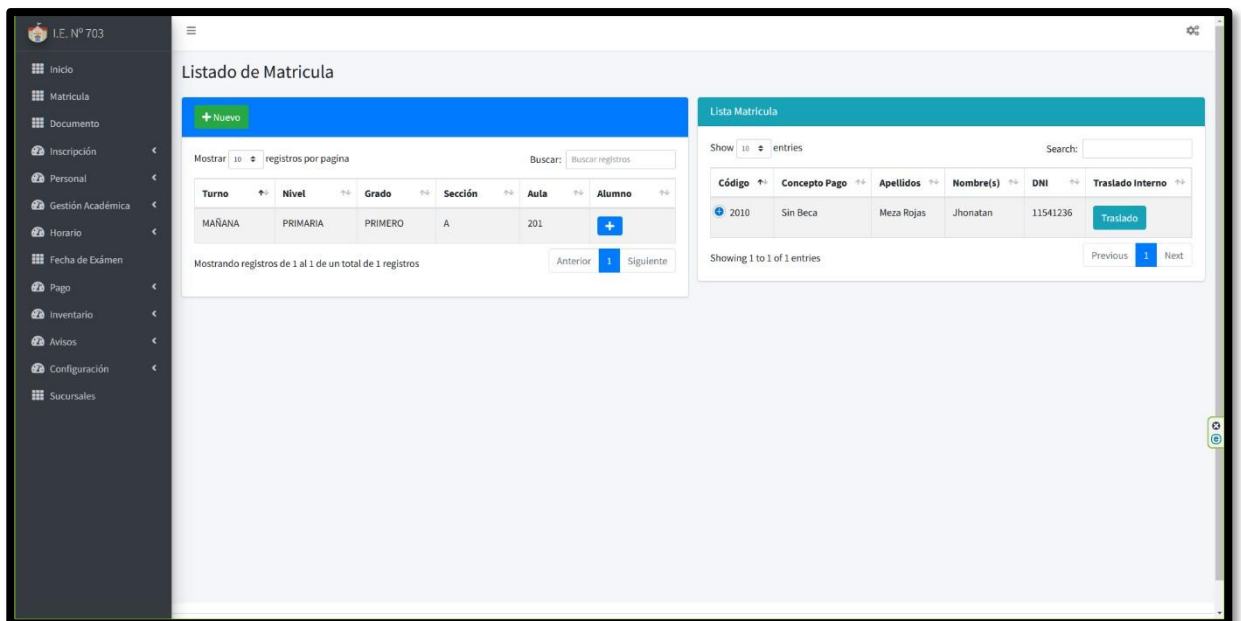 I.E. Nº 703
Inicio
Matricula
Documento
Inscripción
Personal
Gestión Académica
Horario
Fecha de Exámen
Pago
Inventario
Avisos
Configuración
Sucursales
Listado de Matricula
Nuevo
Mostrar 10 registros por pagina Buscar: Buscar registros
Turno Nivel Grado Sección Aula Alumno
MAÑANA PRIMARIA PRIMERO A 201 +
Mostrando registros de 1 al 1 de un total de 1 registros Anterior 1 Siguiente
Lista Matricula
Show 10 entries Search:
Código Concepto Pago Apellidos Nombre(s) DNI Traslado Interno
2010 Sin Beca Meza Rojas Jhonatan 11541236 Traslado
Showing 1 to 1 of 1 entries Previous 1 Next